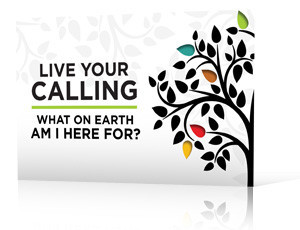 LIVE YOUR
CALLING
WHAT ON EARTH
AM I HERE FOR?